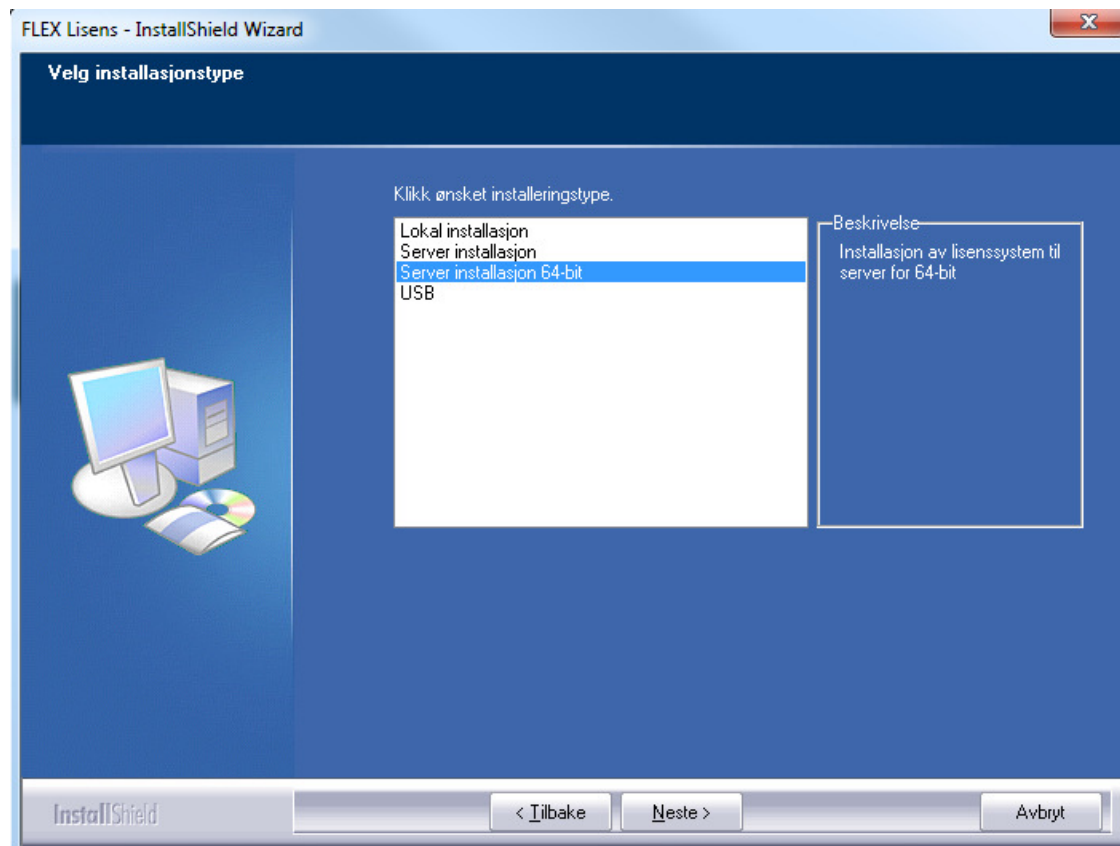 FLEX Lisens - InstallShield Wizard
Velg installasjonstype
Klikk ønsket installeringstype.
Lokal installasjon
Server installasjon
Server installasjon 64-bit
USB
Beskrivelse
Installasjon av lisenssystem til
server for 64-bit
InstallShield
< Tilbake
Neste >
Avbryt